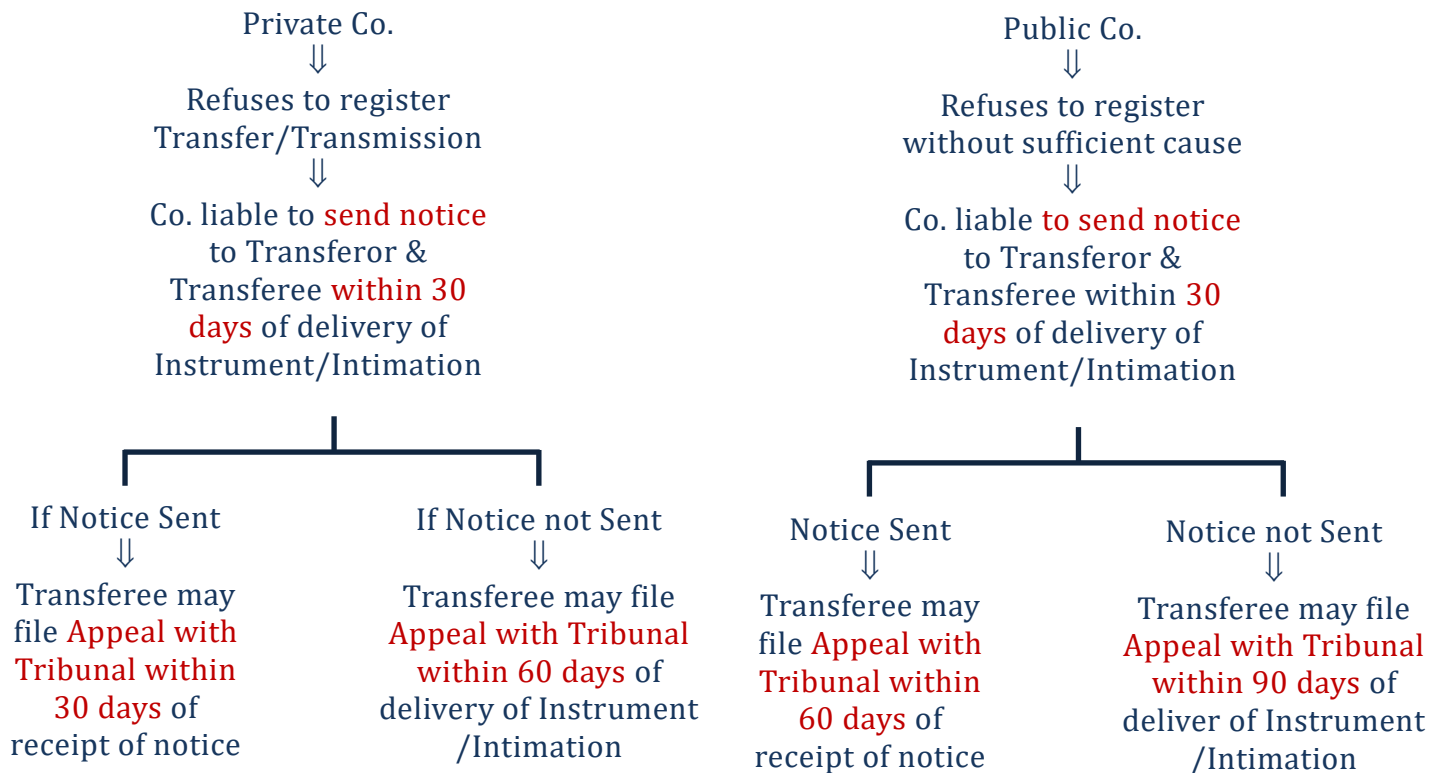 Private Co.
⇓
Refuses to register
Transfer/Transmission
⇓
Co. liable to send notice
to Transferor &
Transferee within 30
days of delivery of
Instrument/Intimation
If Notice Sent
⇓
Transferee may
file Appeal with
Tribunal within
30 days of
receipt of notice
If Notice not Sent
⇓
Transferee may file
Appeal with Tribunal
within 60 days of
delivery of Instrument
/Intimation
Public Co.
⇓
Refuses to register
without sufficient cause
⇓
Co. liable to send notice
to Transferor &
Transferee within 30
days of delivery of
Instrument/Intimation
Notice Sent
⇓
Transferee may
file Appeal with
Tribunal within
60 days of
receipt of notice
Notice not Sent
⇓
Transferee may file
Appeal with Tribunal
within 90 days of
deliver of Instrument
/Intimation